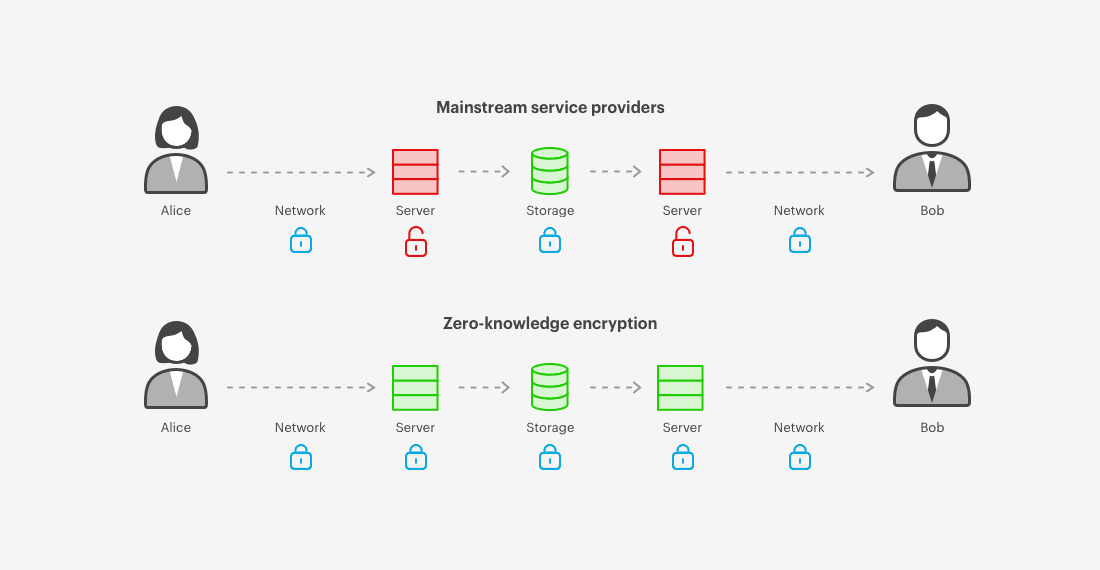 Mainstream service providers
Alice
Network
Server
Storage
Server
Network
Bob
Zero-knowledge encryption
Alice
Network
Server
Storage
Server
Network
Bob